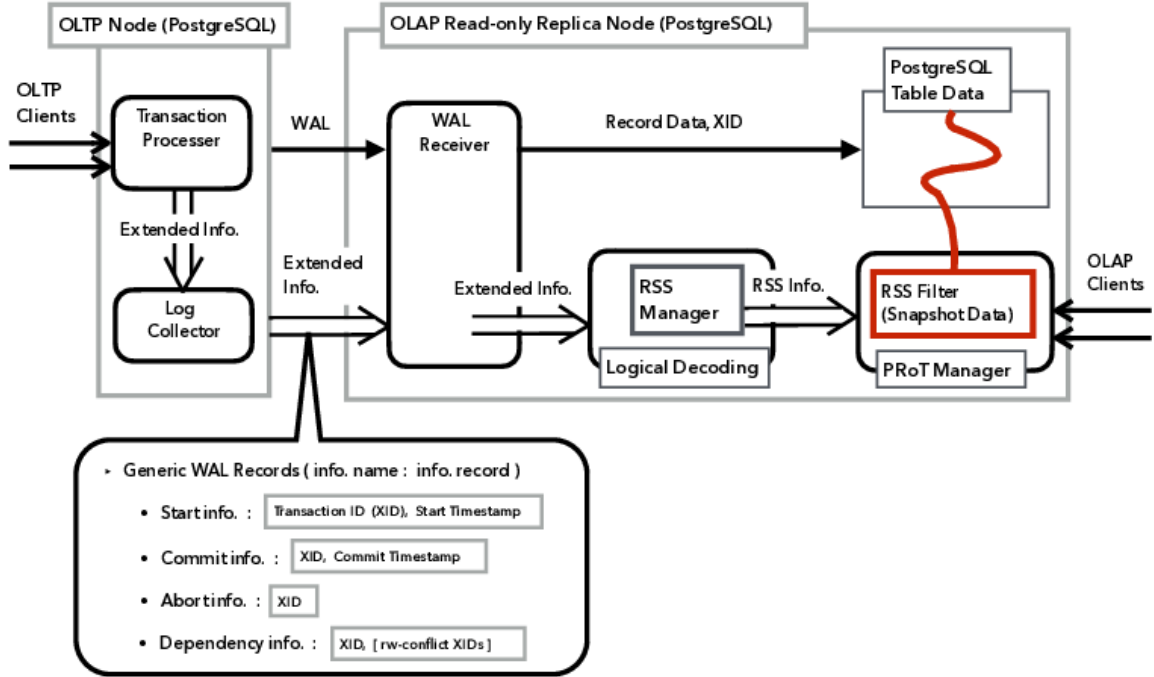 OLTP Node (PostgreSQL)
OLAP Read-only Replica Node (PostgreSQL)
PostgreSQL
Table Data
OLTP
Clients
Transaction
Processer
WAL
WAL
Receiver
Record Data, XID
Extended Info.
Extended
Info.
Extended Info.
RSS
Manager
RSS Info.
RSS Filter
(Snapshot Data)
OLAP
Clients
Log
Collector
Logical Decoding
PRoT Manager
▸ Generic WAL Records ( info. name : info. record )
• Start info. : Transaction ID (XID), Start Timestamp
• Commit info. : XID, Commit Timestamp
• Abort info. : XID
• Dependency info. : XID, [ rw-conflict XIDs ]